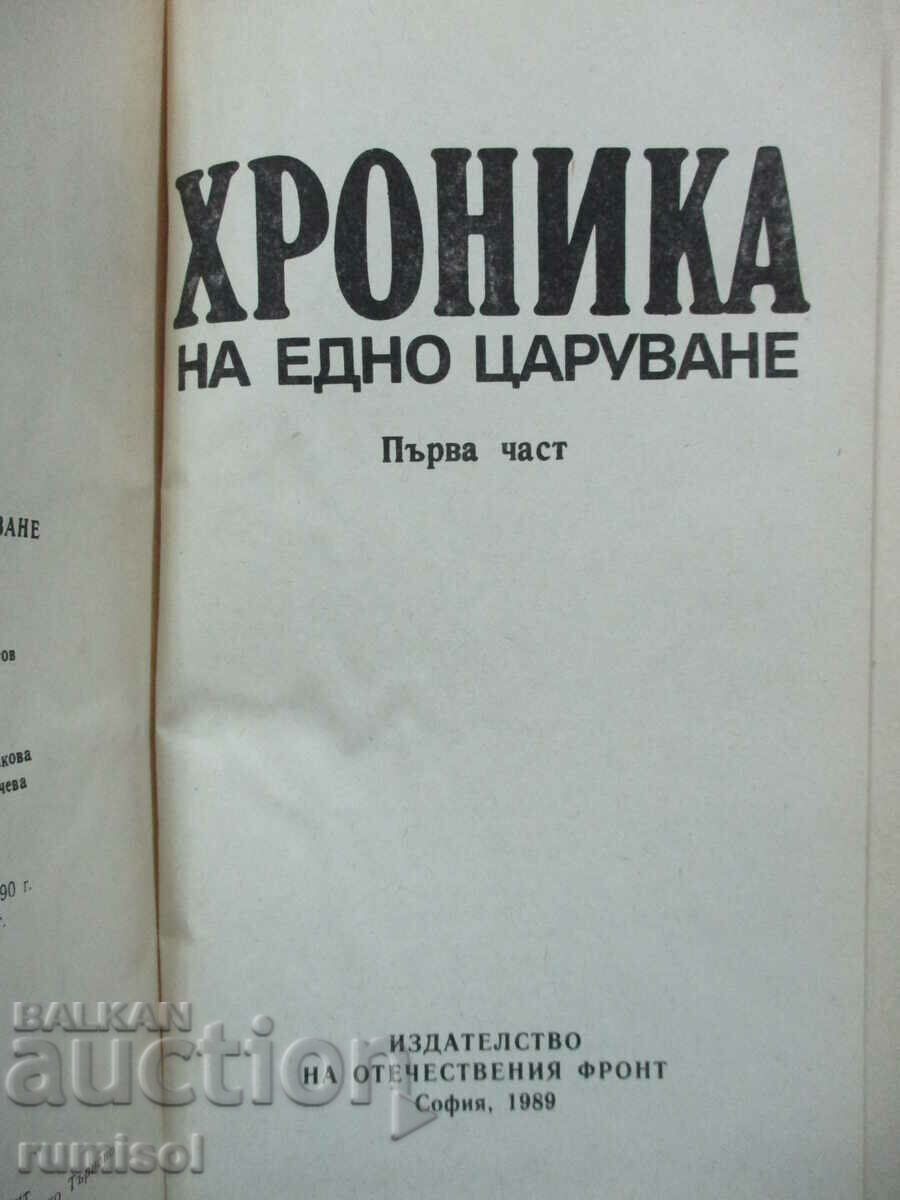 ХРОНИКА
НА ЕДНО ЦАРУВАНЕ
Първа част
ИЗДАТЕЛСТВО
НА ОТЕЧЕСТВЕНИЯ ФРОНТ
София, 1989
ВАНЕ
ов
кова
чева
90 г.
г.
BALKAN
auction
rumisol